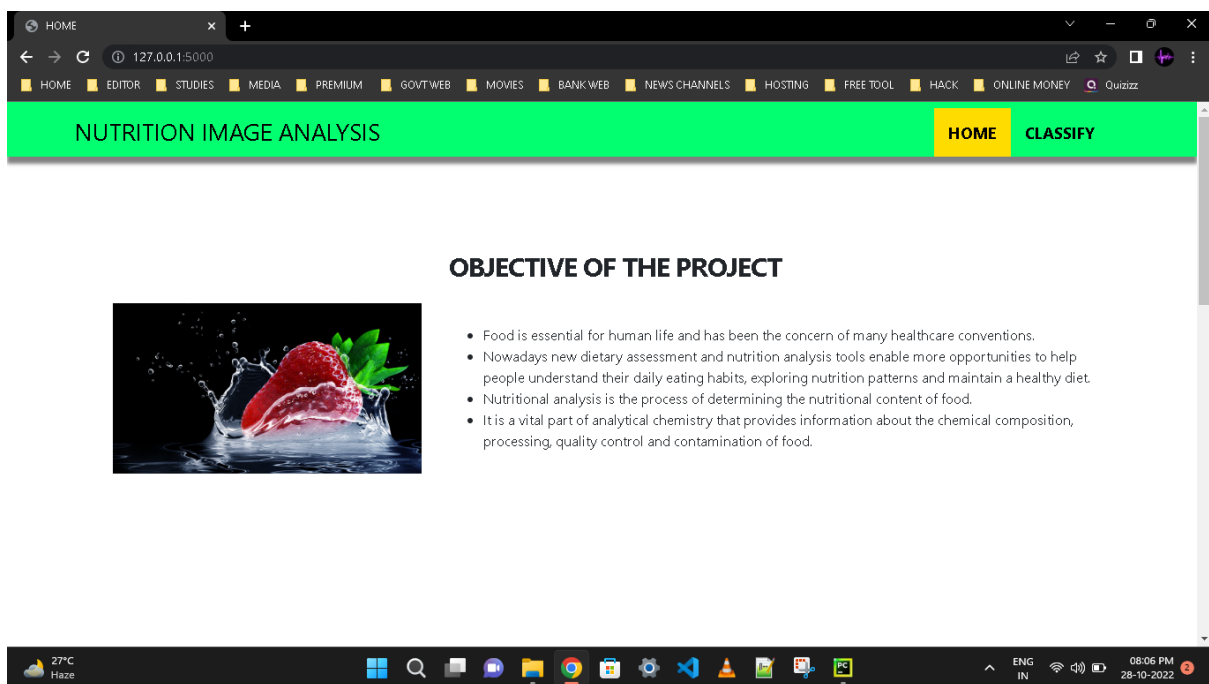 HOME
127.0.0.1:5000
HOME EDITOR STUDIES MEDIA PREMIUM GOVT WEB MOVIES BANK WEB NEWS CHANNELS HOSTING FREE TOOL HACK ONLINE MONEY Quizizz
NUTRITION IMAGE ANALYSIS HOME CLASSIFY
OBJECTIVE OF THE PROJECT
• Food is essential for human life and has been the concern of many healthcare conventions.
• Nowadays new dietary assessment and nutrition analysis tools enable more opportunities to help
people understand their daily eating habits, exploring nutrition patterns and maintain a healthy diet.
• Nutritional analysis is the process of determining the nutritional content of food.
• It is a vital part of analytical chemistry that provides information about the chemical composition,
processing, quality control and contamination of food.
27°C
Haze
PC
ENG
IN
08:06 PM
28-10-2022
2